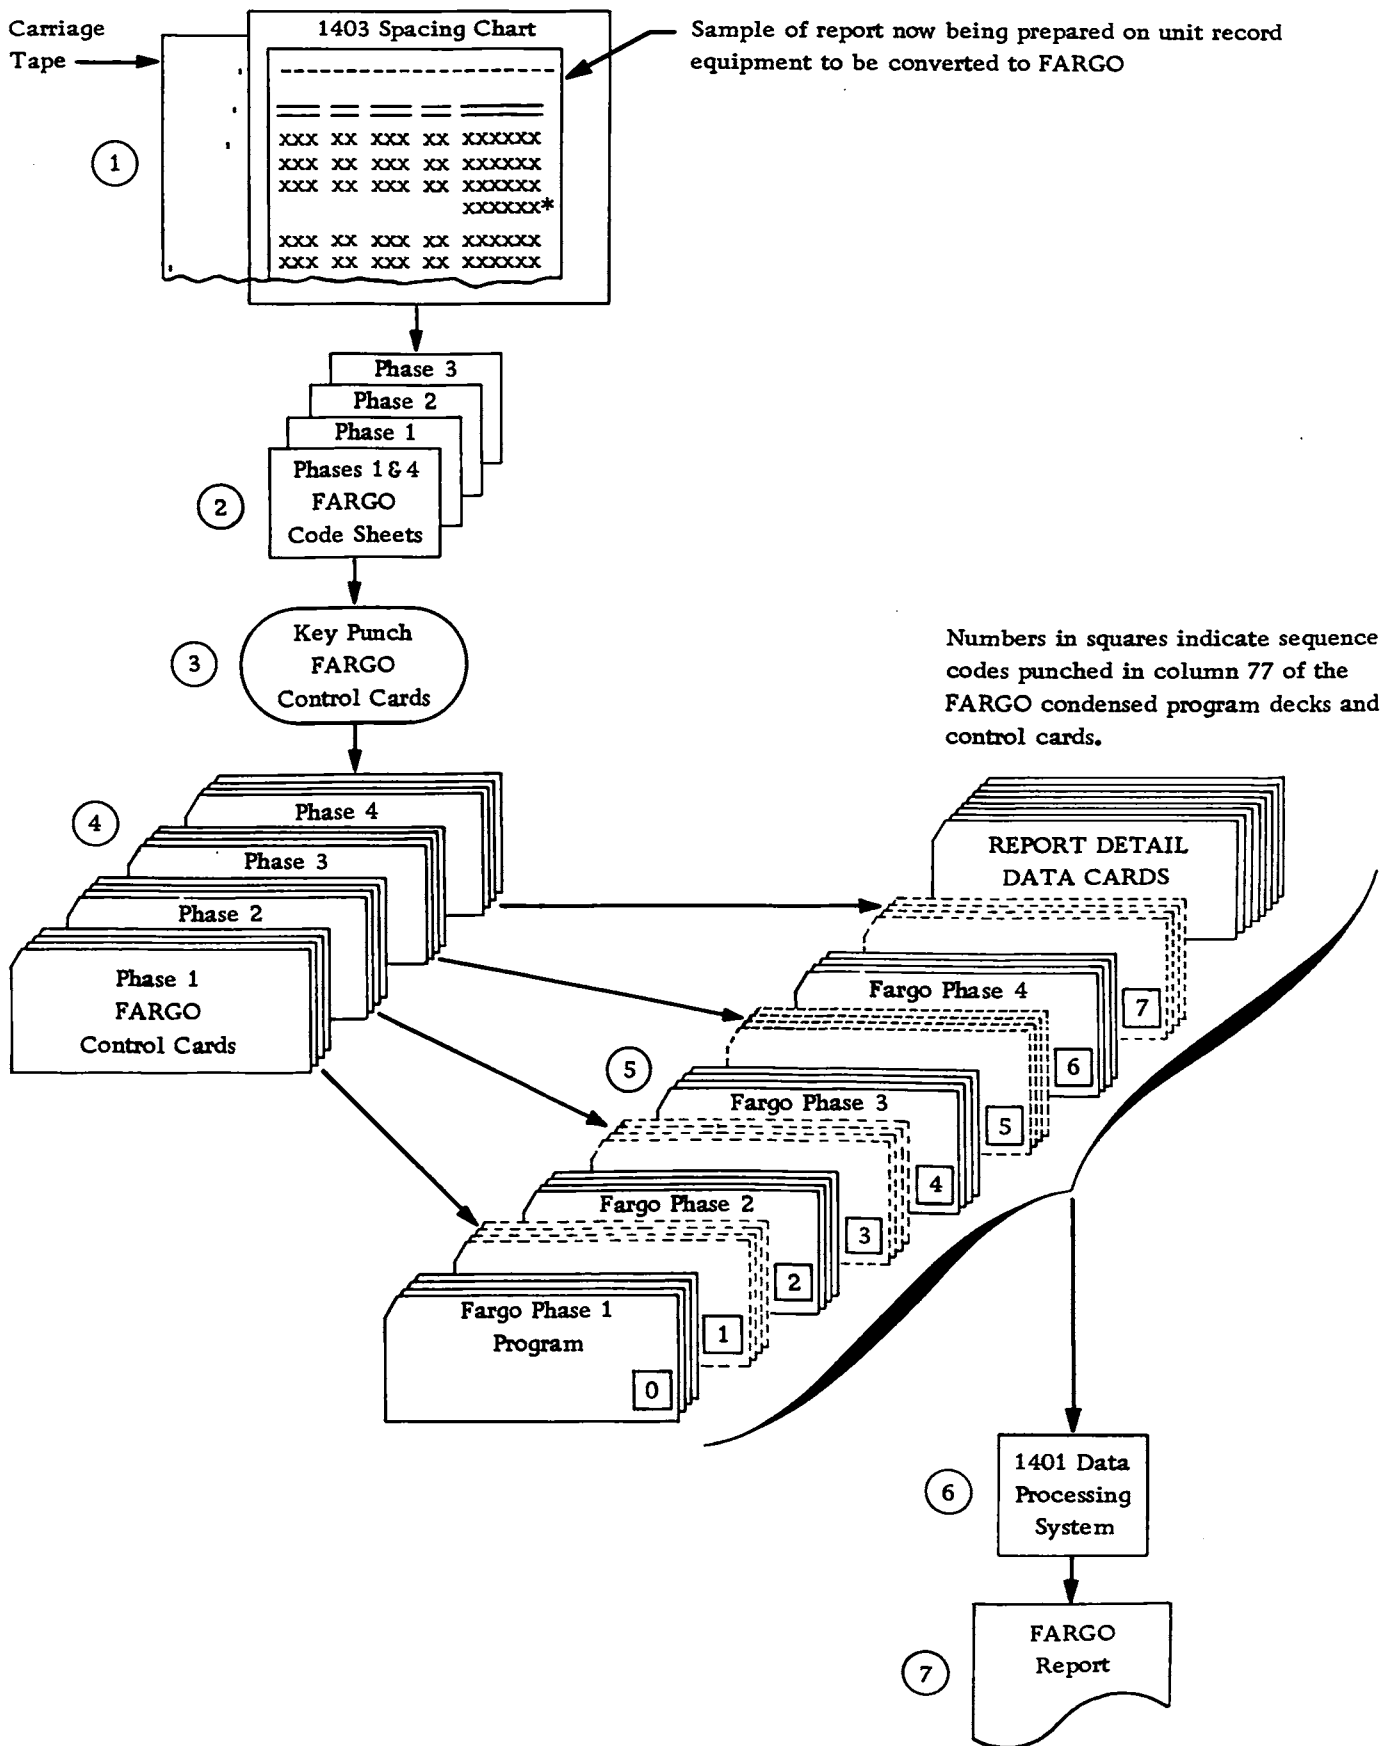 Carriage
Tape
1403 Spacing Chart
Sample of report now being prepared on unit record
equipment to be converted to FARGO
xxx xx xxx xx xxxxxx
xxx xx xxx xx xxxxxx
xxx xx xxx xx xxxxxx
xxxxxx*
xxx xx xxx xx xxxxxx
xxx xx xxx xx xxxxxx
1
Phase 3
Phase 2
Phase 1
Phases 1 & 4
FARGO
Code Sheets
2
Key Punch
FARGO
Control Cards
3
Numbers in squares indicate sequence
codes punched in column 77 of the
FARGO condensed program decks and
control cards.
4
Phase 4
Phase 3
Phase 2
Phase 1
FARGO
Control Cards
REPORT DETAIL
DATA CARDS
7
Fargo Phase 4
6
5
5
Fargo Phase 3
4
3
Fargo Phase 2
2
1
Fargo Phase 1
Program
0
6
1401 Data
Processing
System
7
FARGO
Report